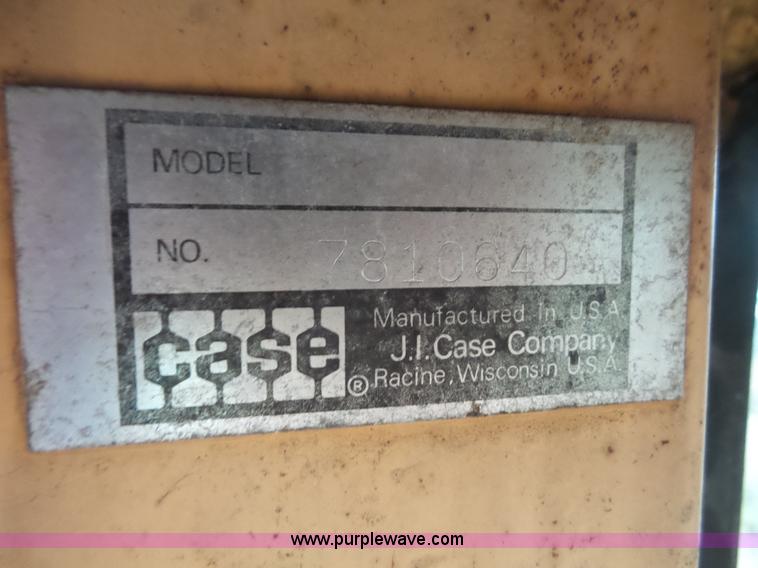 MODEL
NO. 7810640
case
Manufactured In U.S.A
J.I. Case Company
® Racine, Wisconsin U.S.A.
www.purplewave.com